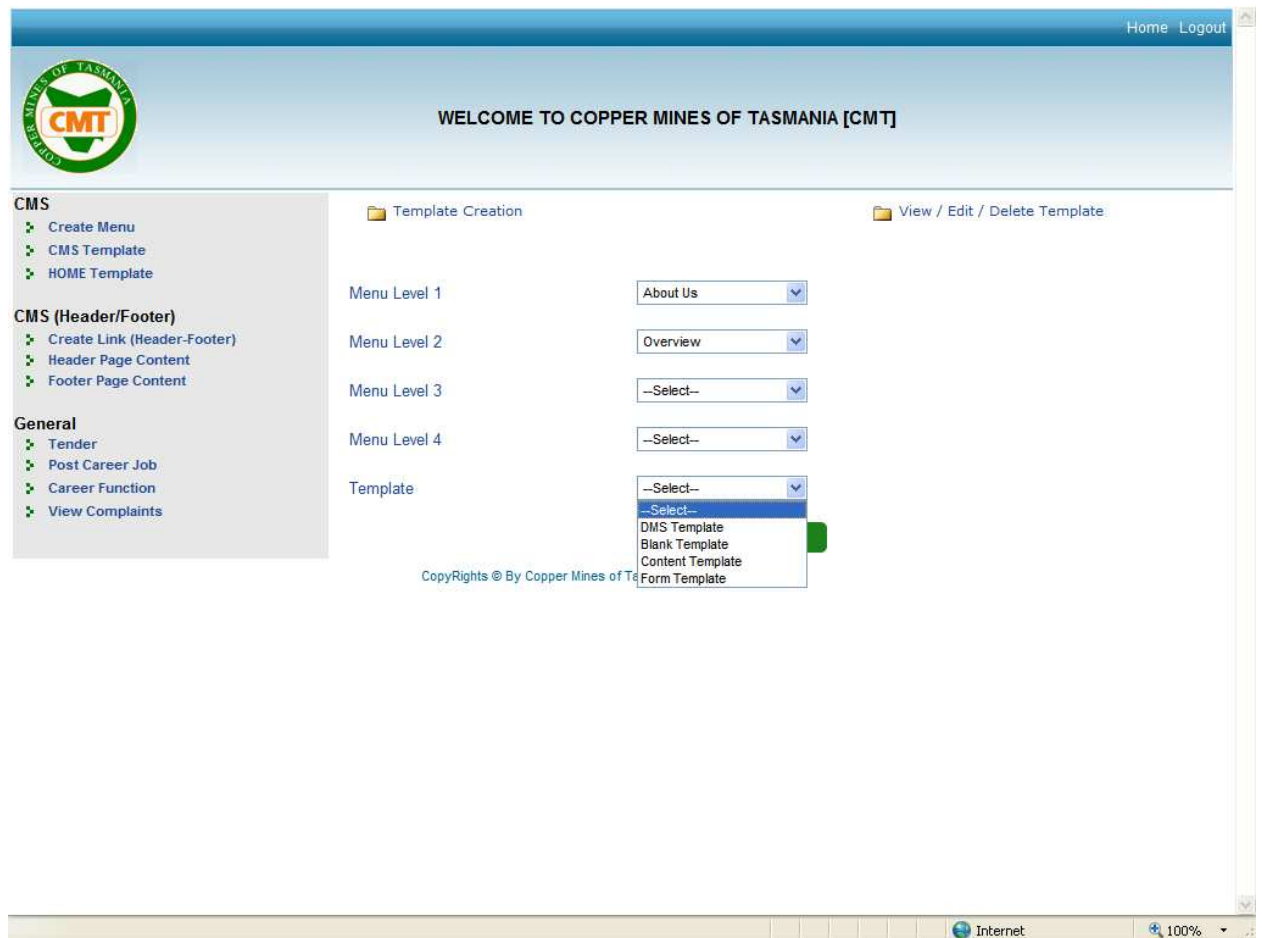 Home Logout
COPPER MINES OF TASMANIA
CMT
WELCOME TO COPPER MINES OF TASMANIA [CMT]
CMS
Create Menu
CMS Template
HOME Template
CMS (Header/Footer)
Create Link (Header-Footer)
Header Page Content
Footer Page Content
General
Tender
Post Career Job
Career Function
View Complaints
Template Creation
View / Edit / Delete Template
Menu Level 1 About Us
Menu Level 2 Overview
Menu Level 3 --Select--
Menu Level 4 --Select--
Template --Select--
--Select--
DMS Template
Blank Template
Content Template
Form Template
CopyRights © By Copper Mines of
Internet 100%